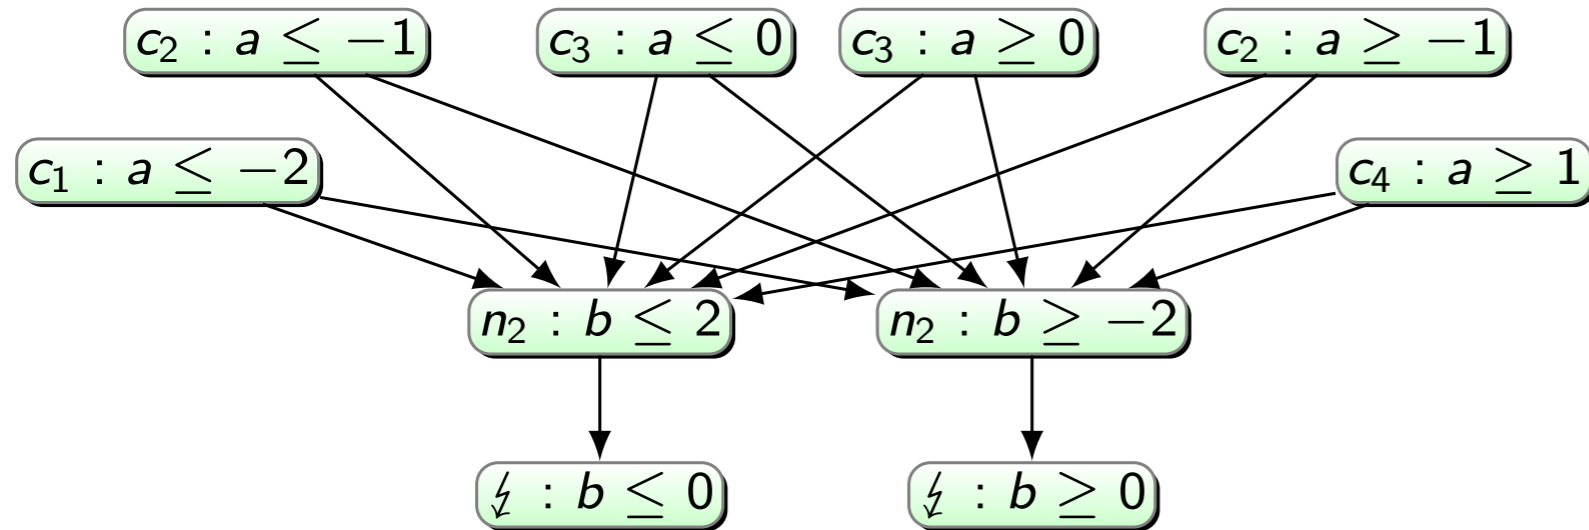 c₂ : a ≤ −1
c₃ : a ≤ 0
c₃ : a ≥ 0
c₂ : a ≥ −1
c₁ : a ≤ −2
c₄ : a ≥ 1
n₂ : b ≤ 2
n₂ : b ≥ −2
↯ : b ≤ 0
↯ : b ≥ 0